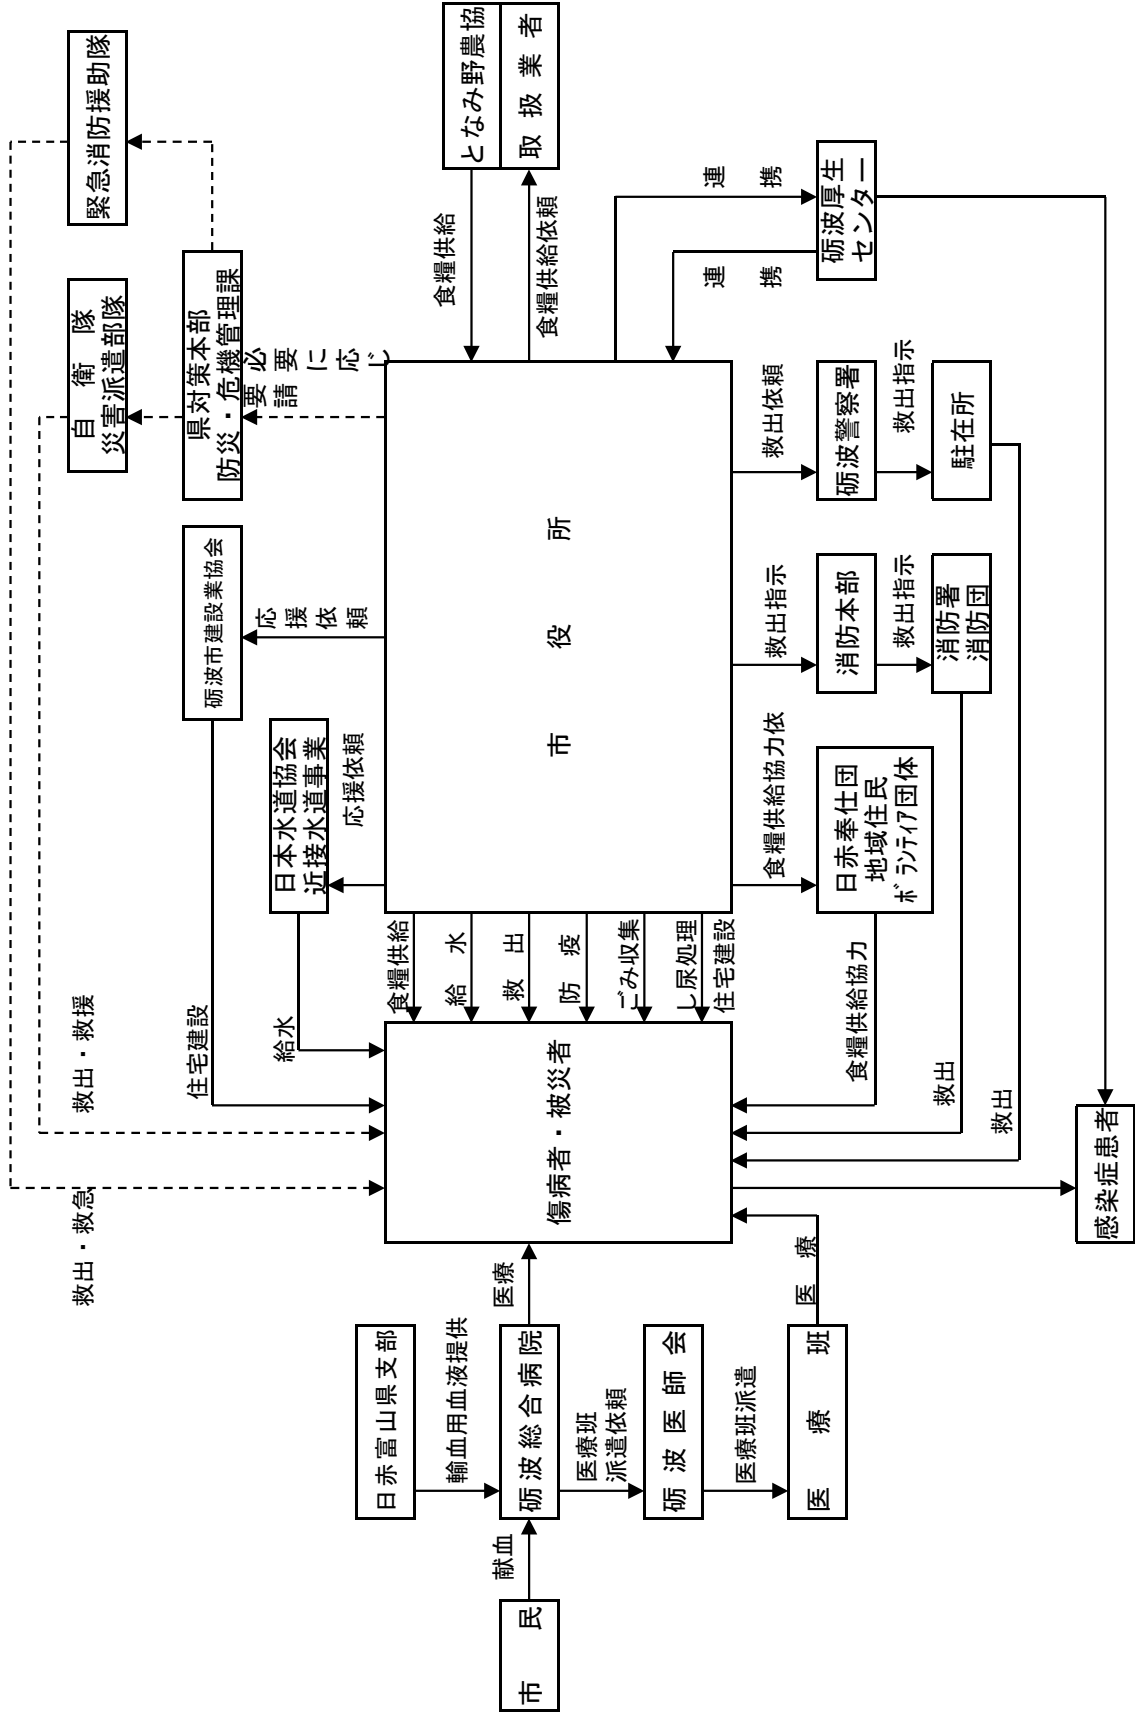 救出・救急
救出・救援
自衛隊
災害派遣部隊
緊急消防援助隊
住宅建設
砺波市建設業協会
県対策本部
防災・危機管理課
応援依頼
必要に応じ
要請
給水
日本水道協会
近接水道事業
応援依頼
日赤富山県支部
輸血用血液提供
食糧供給
給水
救出
防疫
ごみ収集
し尿処理
住宅建設
食糧供給
となみ野農協
取扱業者
食糧供給依頼
市民
献血
砺波総合病院
医療
傷病者・被災者
市役所
医療班
派遣依頼
砺波医師会
医療班派遣
医療
医療班
食糧供給協力依
救出指示
救出依頼
連携
連携
食糧供給協力
日赤奉仕団
地域住民
ボランティア団体
消防本部
砺波警察署
砺波厚生
センター
救出指示
救出指示
救出
消防署
消防団
駐在所
救出
感染症患者